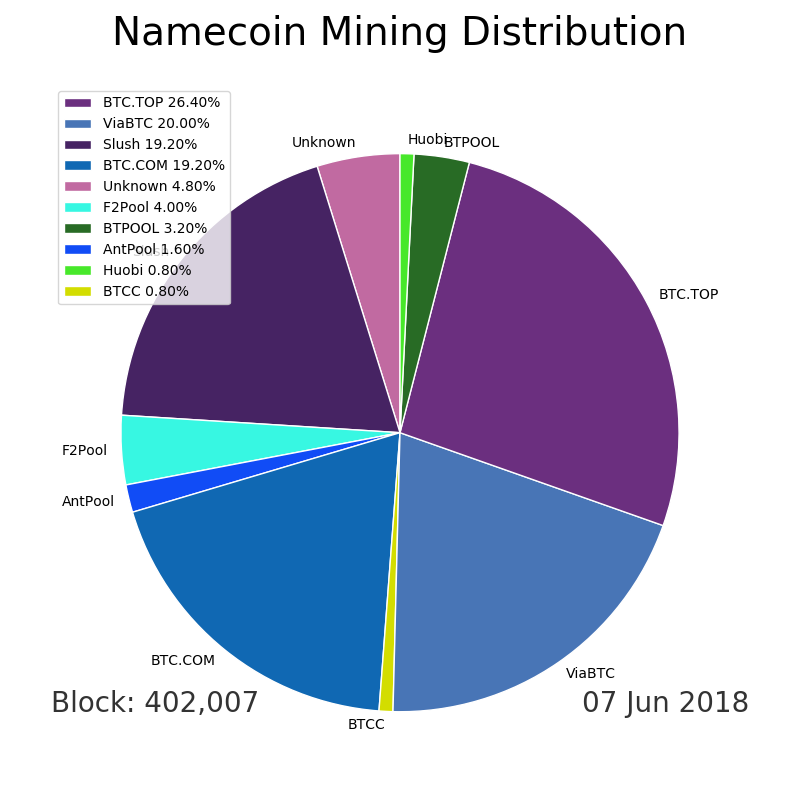 Namecoin Mining Distribution
BTC.TOP 26.40%
ViaBTC 20.00%
Slush 19.20%
BTC.COM 19.20%
Unknown 4.80%
F2Pool 4.00%
BTPOOL 3.20%
AntPool 1.60%
Huobi 0.80%
BTCC 0.80%
Unknown
Huobi
BTPOOL
BTC.TOP
F2Pool
AntPool
BTC.COM
ViaBTC
BTCC
Block: 402,007
07 Jun 2018